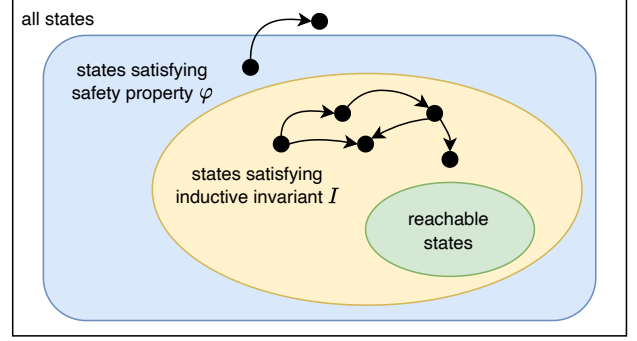 all states
states satisfying
safety property φ
states satisfying
inductive invariant I
reachable
states